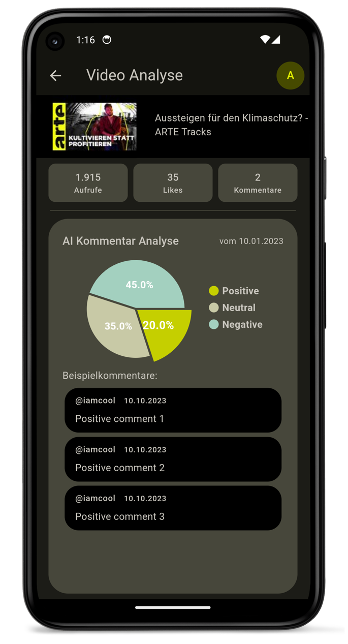 1:16
Video Analyse
A
arte
KULTIVIEREN STATT
PROFITIEREN
Aussteigen für den Klimaschutz? -
ARTE Tracks
1.915
Aufrufe
35
Likes
2
Kommentare
AI Kommentar Analyse
vom 10.01.2023
45.0%
35.0%
20.0%
Positive
Neutral
Negative
Beispielkommentare:
@iamcool 10.10.2023
Positive comment 1
@iamcool 10.10.2023
Positive comment 2
@iamcool 10.10.2023
Positive comment 3